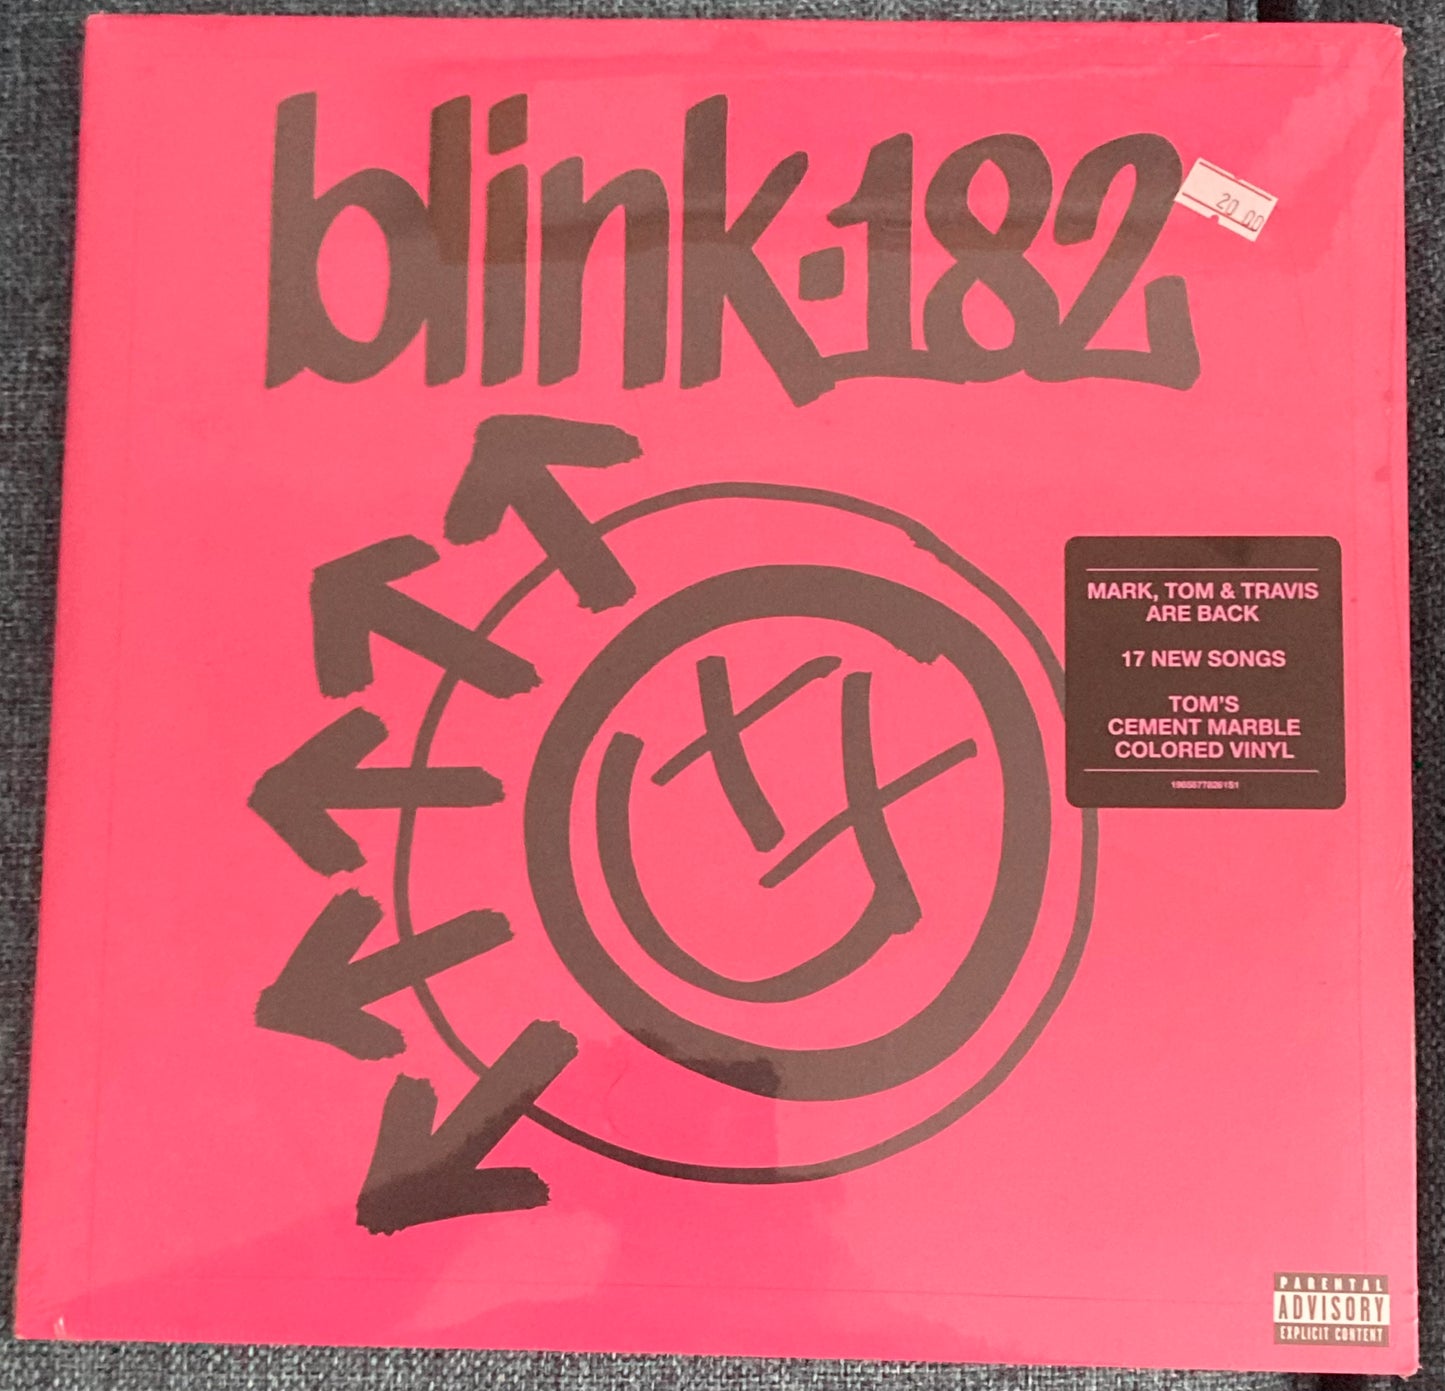 blink-182
20.00
MARK, TOM & TRAVIS
ARE BACK
17 NEW SONGS
TOM'S
CEMENT MARBLE
COLORED VINYL
PARENTAL
ADVISORY
EXPLICIT CONTENT